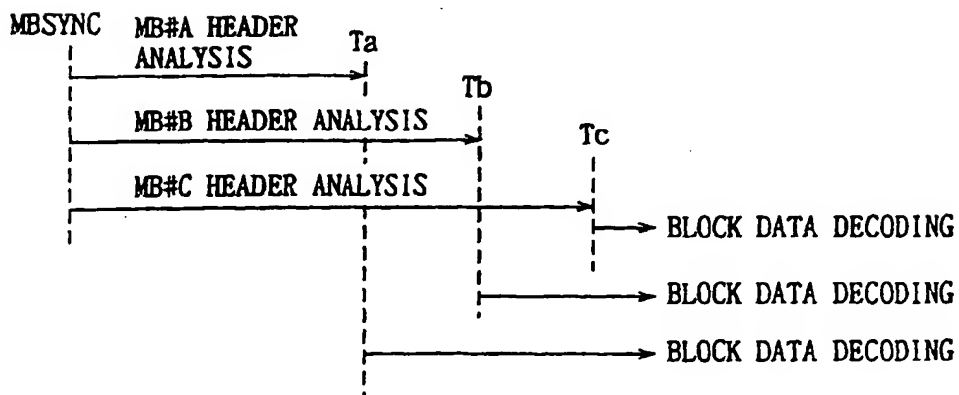 MBSYNC
MB#A HEADER
ANALYSIS
Ta
Tb
MB#B HEADER ANALYSIS
Tc
MB#C HEADER ANALYSIS
BLOCK DATA DECODING
BLOCK DATA DECODING
BLOCK DATA DECODING